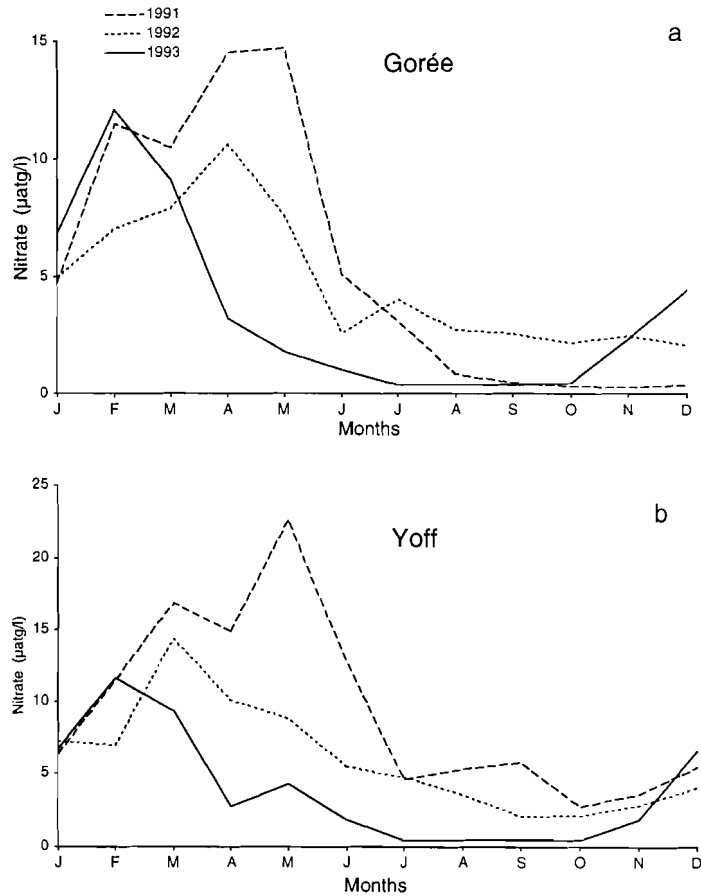 1991
1992
1993
a
Gorée
15
10
5
0
Nitrate (µatg/l)
J F M A M J J A S O N D
Months
b
Yoff
25
20
15
10
5
0
Nitrate (µatg/l)
J F M A M J J A S O N D
Months